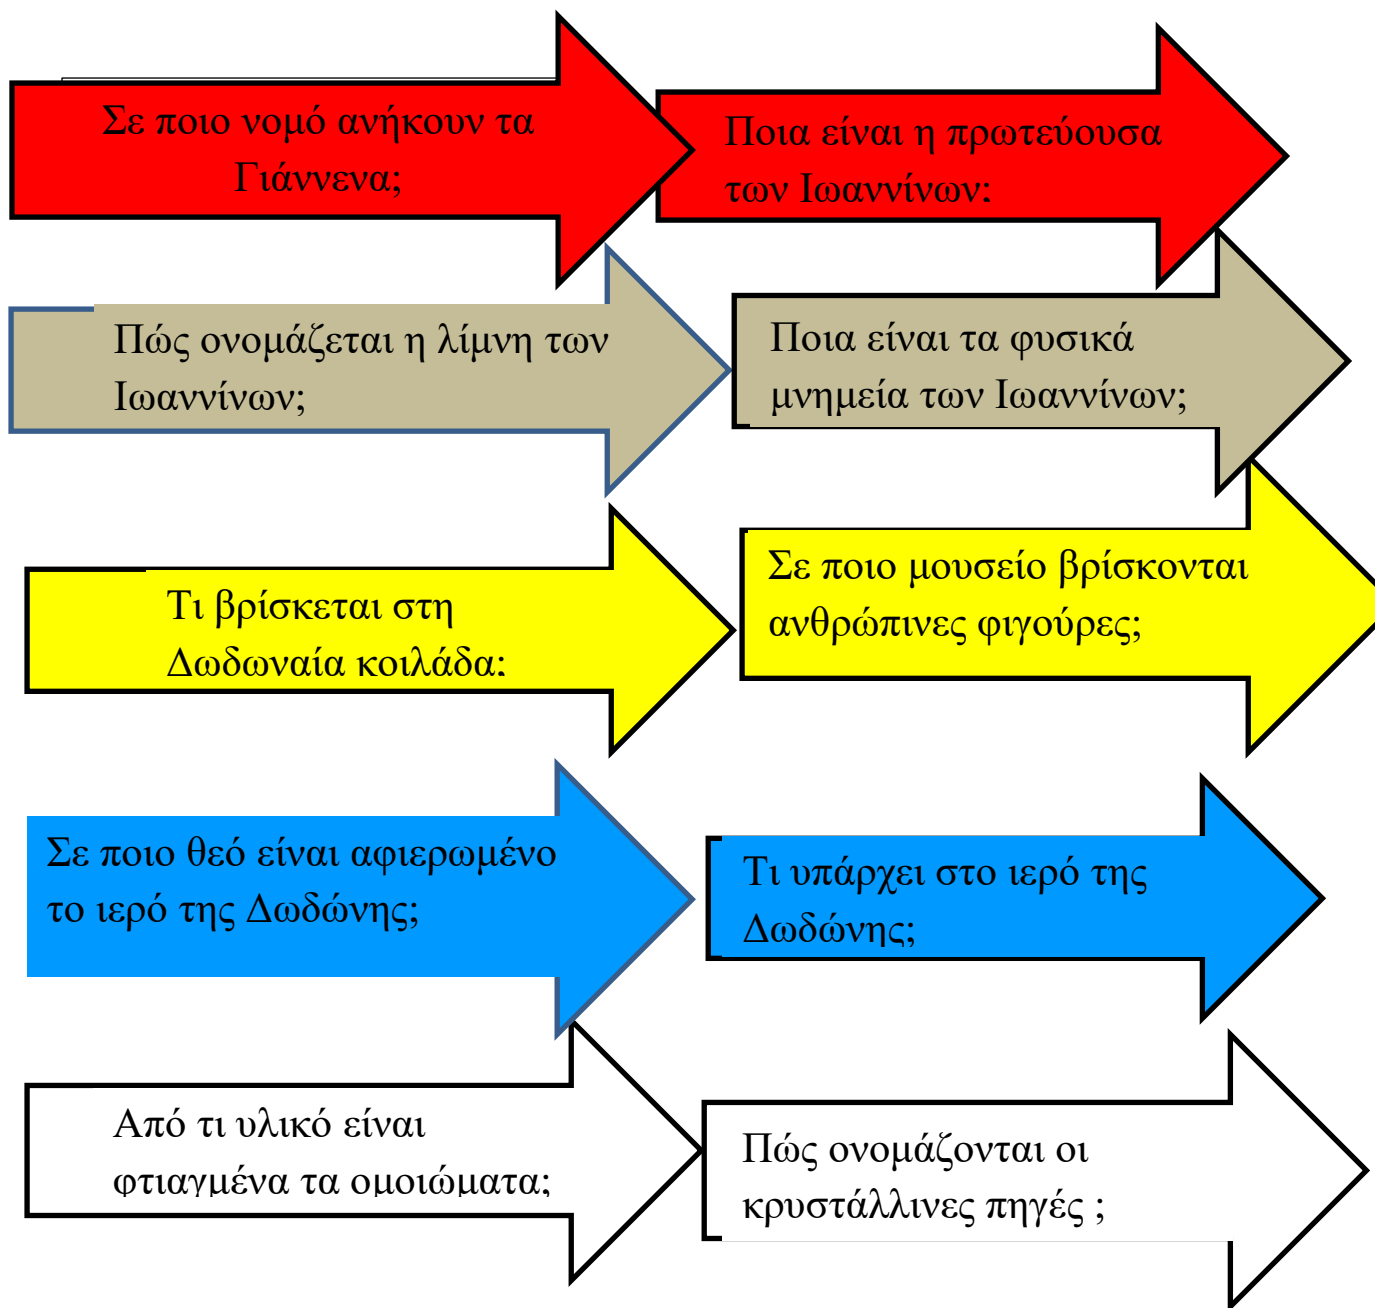 Σε ποιο νομό ανήκουν τα
Γιάννενα;
Ποια είναι η πρωτεύουσα
των Ιωαννίνων;
Πώς ονομάζεται η λίμνη των
Ιωαννίνων;
Ποια είναι τα φυσικά
μνημεία των Ιωαννίνων;
Τι βρίσκεται στη
Δωδωναία κοιλάδα;
Σε ποιο μουσείο βρίσκονται
ανθρώπινες φιγούρες;
Σε ποιο θεό είναι αφιερωμένο
το ιερό της Δωδώνης;
Τι υπάρχει στο ιερό της
Δωδώνης;
Από τι υλικό είναι
φτιαγμένα τα ομοιώματα;
Πώς ονομάζονται οι
κρυστάλλινες πηγές ;